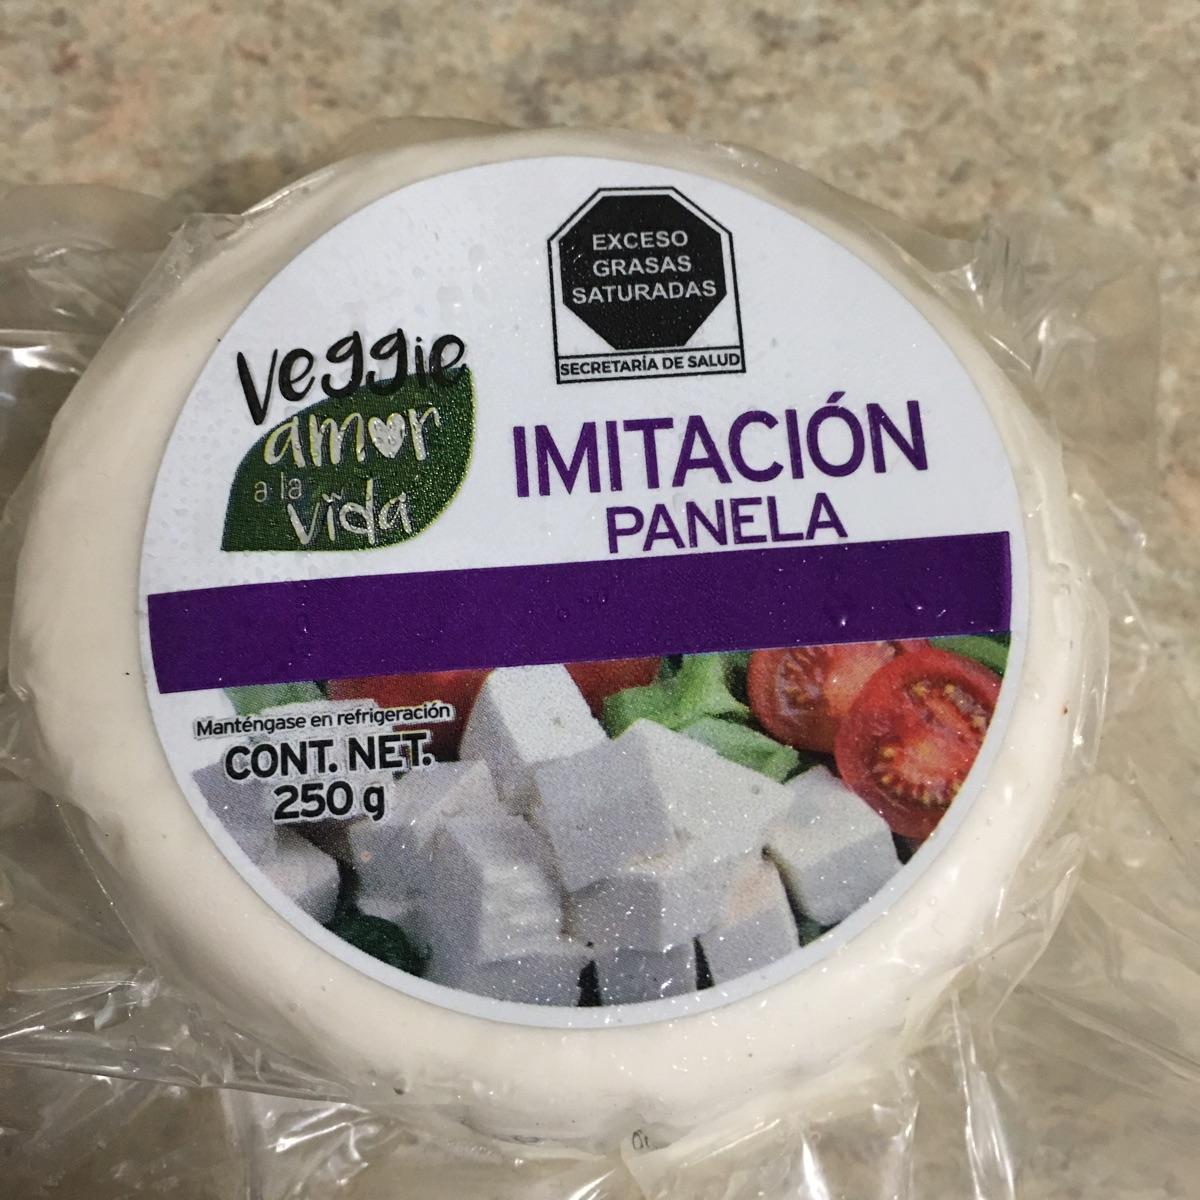 EXCESO
GRASAS
SATURADAS
SECRETARÍA DE SALUD
Veggie
amor
a la
vida
IMITACIÓN
PANELA
Manténgase en refrigeración
CONT. NET.
250 g